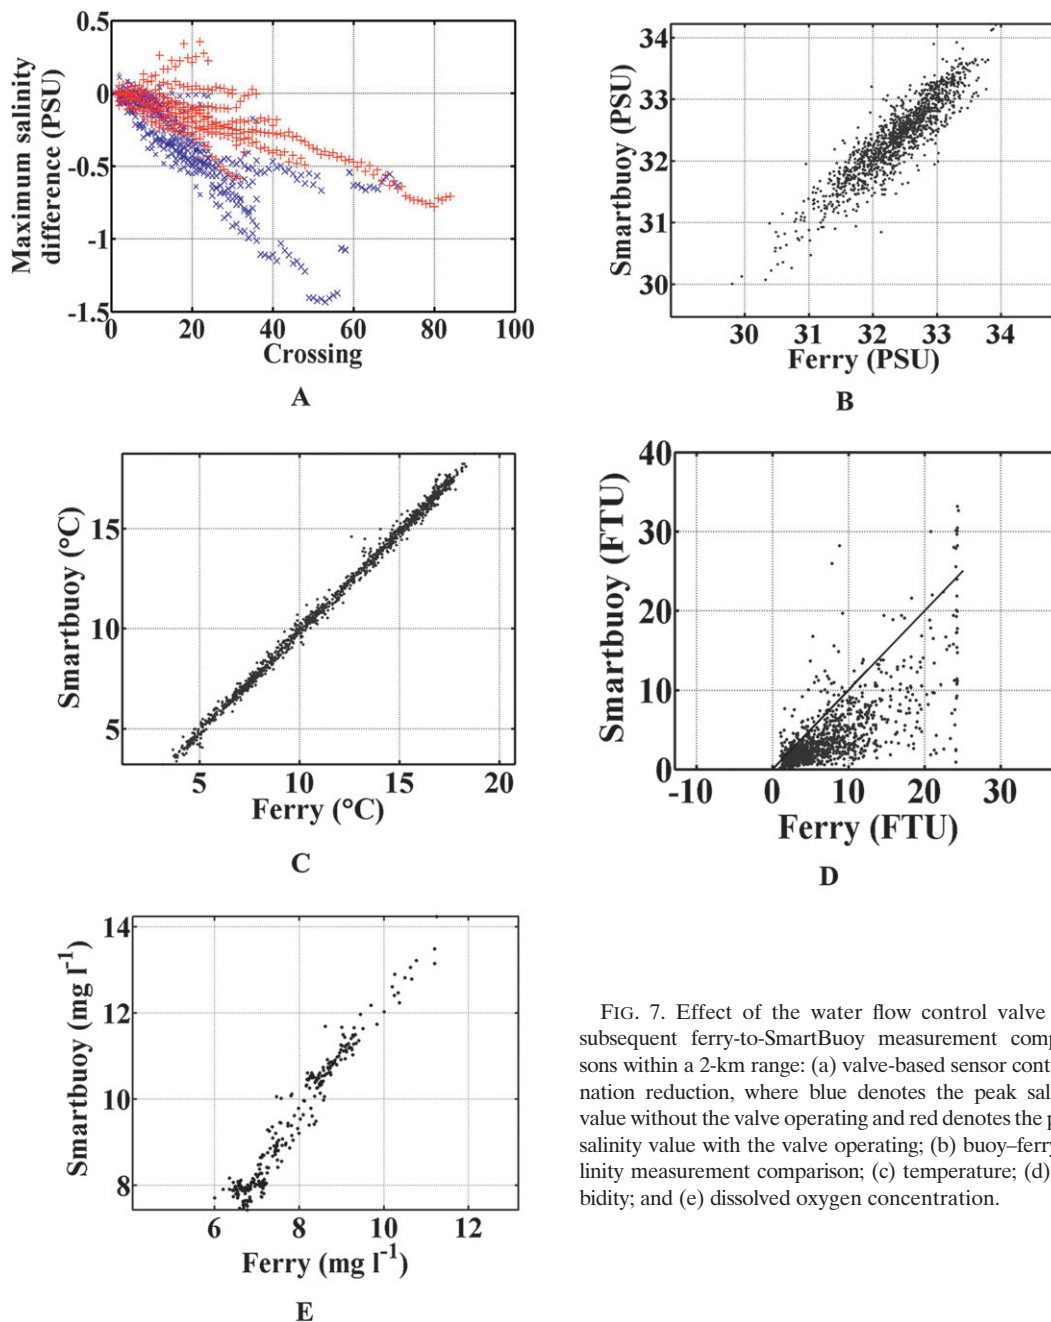 0.5
0
-0.5
-1
-1.5
Maximum salinity
difference (PSU)
0 20 40 60 80 100
Crossing
A
34
33
32
31
30
Smartbuoy (PSU)
30 31 32 33 34
Ferry (PSU)
B
15
10
5
Smartbuoy (°C)
5 10 15 20
Ferry (°C)
C
40
30
20
10
0
Smartbuoy (FTU)
-10 0 10 20 30
Ferry (FTU)
D
14
12
10
8
Smartbuoy (mg l⁻¹)
6 8 10 12
Ferry (mg l⁻¹)
E
FIG. 7. Effect of the water flow control valve
subsequent ferry-to-SmartBuoy measurement comp
sons within a 2-km range: (a) valve-based sensor cont
nation reduction, where blue denotes the peak sal
value without the valve operating and red denotes the p
salinity value with the valve operating; (b) buoy–ferry
linity measurement comparison; (c) temperature; (d)
bidity; and (e) dissolved oxygen concentration.